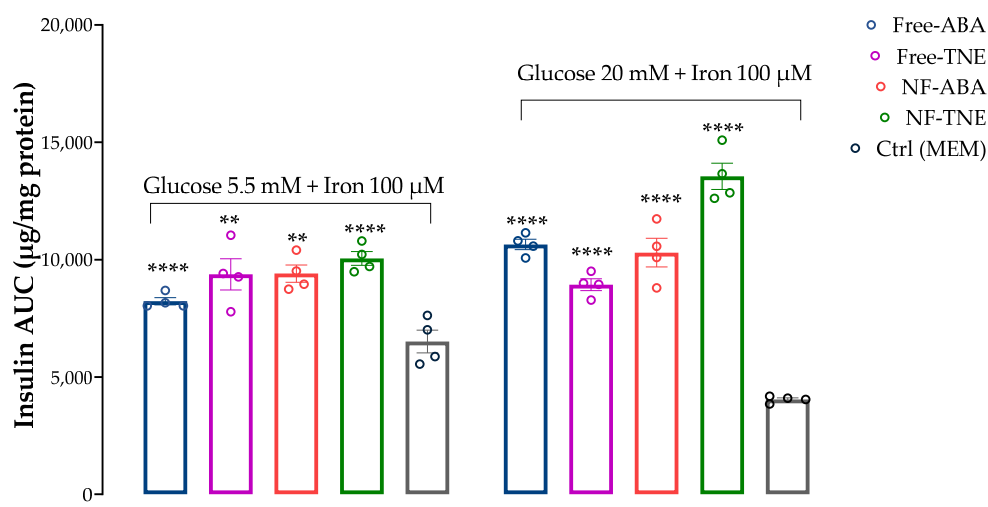 Insulin AUC (µg/mg protein)
20,000
15,000
10,000
5,000
0
Glucose 5.5 mM + Iron 100 µM
****
**
**
****
Glucose 20 mM + Iron 100 µM
****
****
****
****
Free-ABA
Free-TNE
NF-ABA
NF-TNE
Ctrl (MEM)